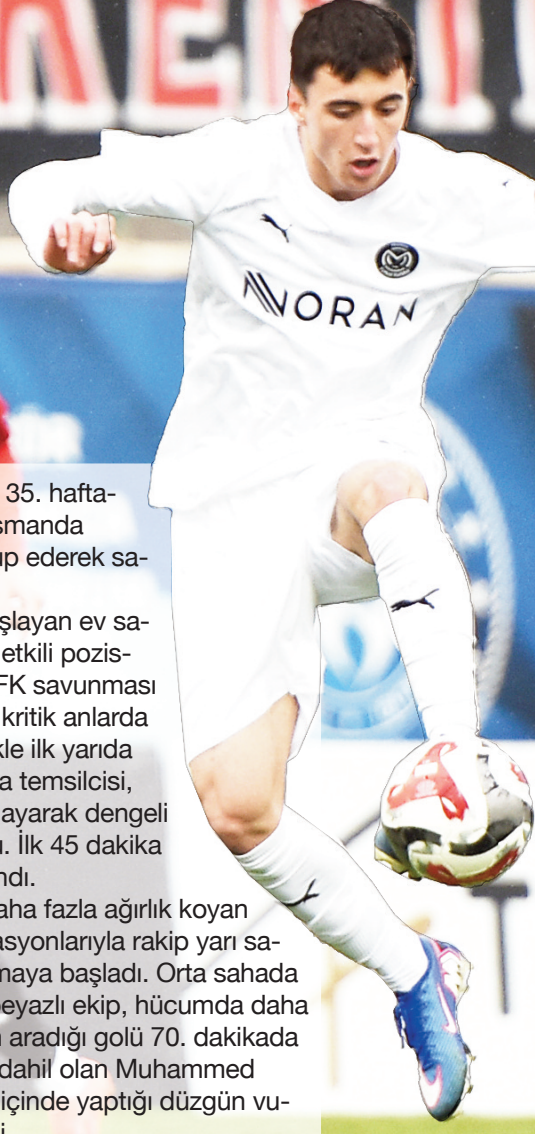 NORAN
35. hafta-
smanda
up ederek sa-
şlayan ev sa-
etkili pozis-
FK savunması
kritik anlarda
kle ilk yarıda
a temsilcisi,
ayarak dengeli
ı. İlk 45 dakika
ndı.
aha fazla ağırlık koyan
asyonlarıyla rakip yarı sa-
maya başladı. Orta sahada
beyazlı ekip, hücumda daha
n aradığı golü 70. dakikada
dahil olan Muhammed
içinde yaptığı düzgün vu-